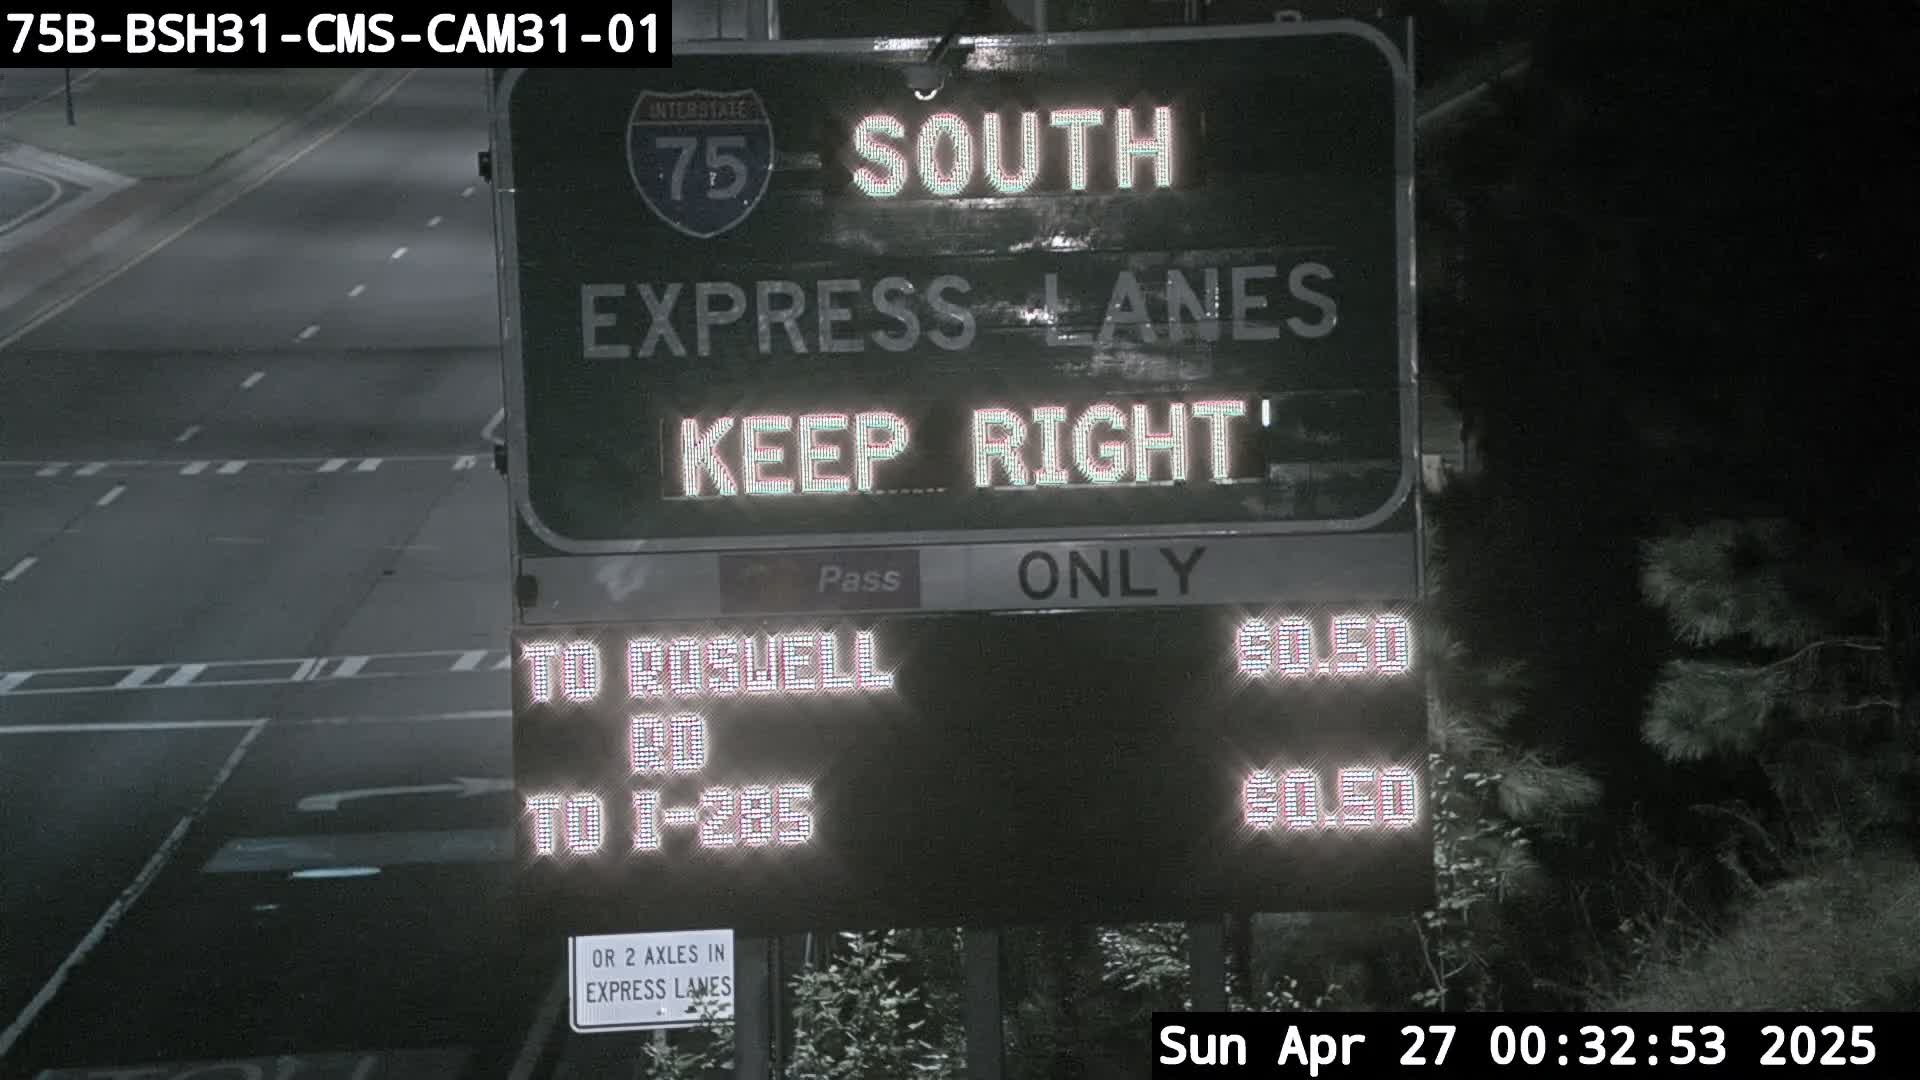 75B-BSH31-CMS-CAM31-01
INTERSTATE
75
SOUTH
EXPRESS LANES
KEEP RIGHT
Pass ONLY
TO ROSWELL $0.50
RD
TO I-285 $0.50
OR 2 AXLES IN
EXPRESS LANES
Sun Apr 27 00:32:53 2025